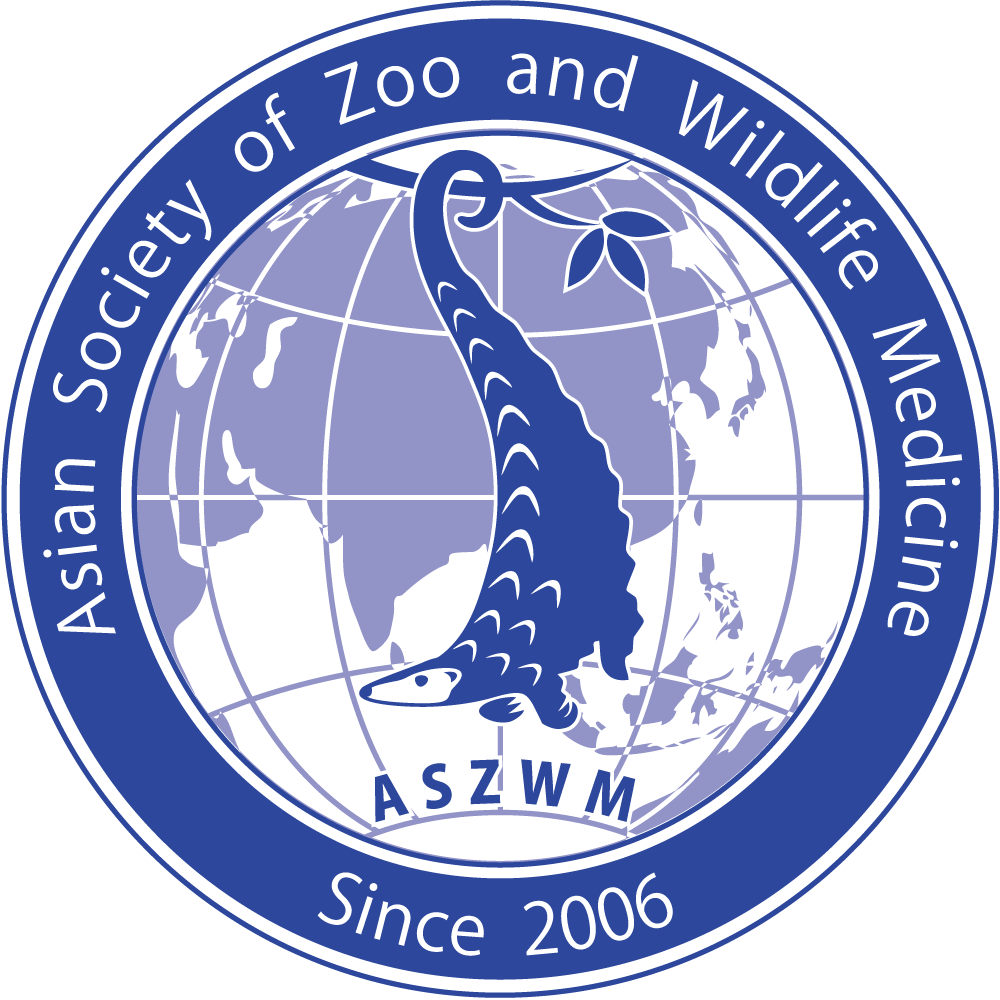 Asian Society of Zoo and Wildlife Medicine
ASZWM
Since 2006